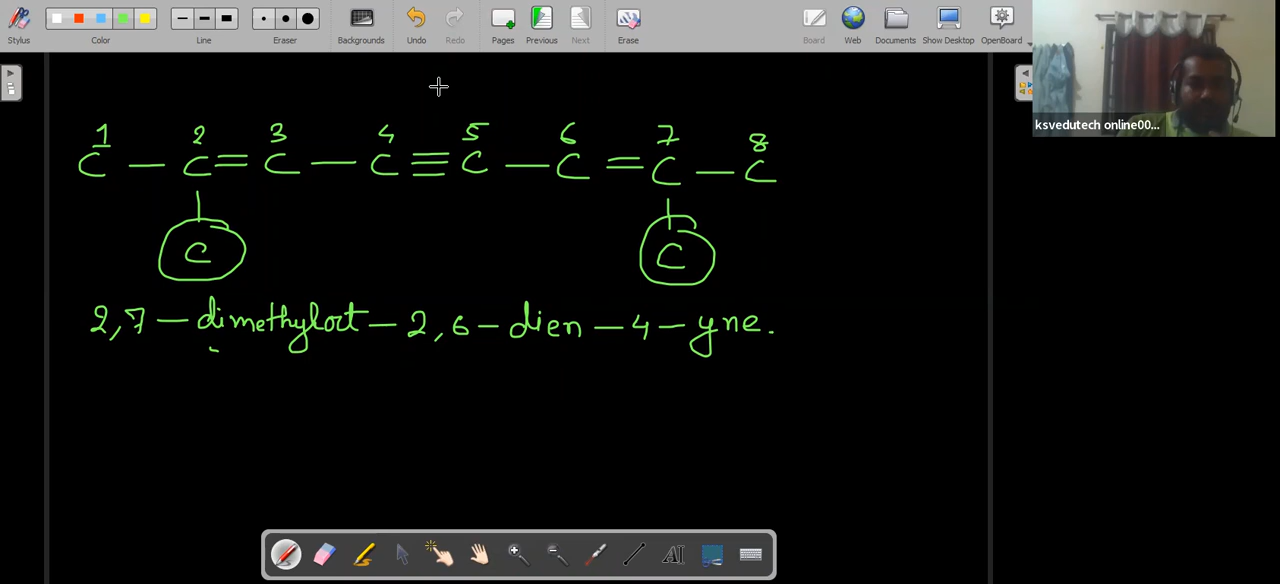 Stylus Color Line Eraser Backgrounds Undo Redo Pages Previous Next Erase Board Web Documents Show Desktop OpenBoard
ksvedutech online00...
1 2 3 4 5 6 7 8
C — C = C — C ≡ C — C = C — C
C C
2,7 — dimethyloct — 2,6 — dien — 4 — yne.
AI